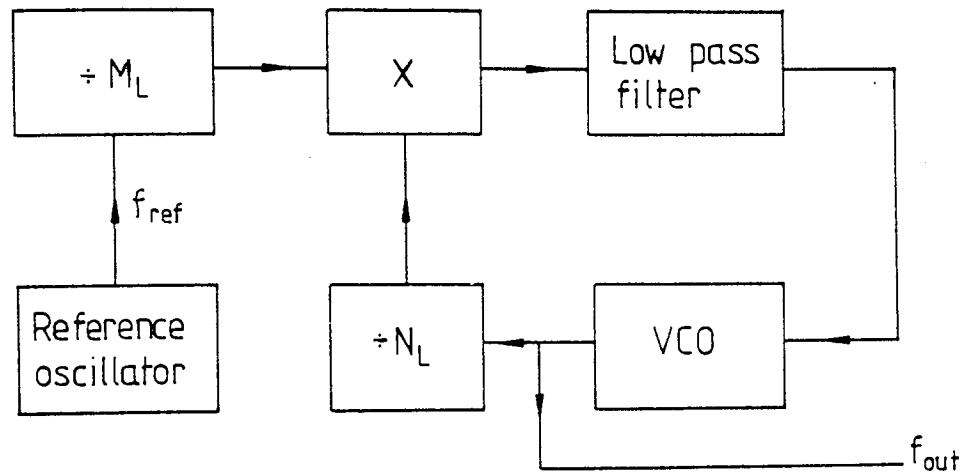 ÷ M_L
X
Low pass
filter
f_ref
Reference
oscillator
÷ N_L
VCO
f_out